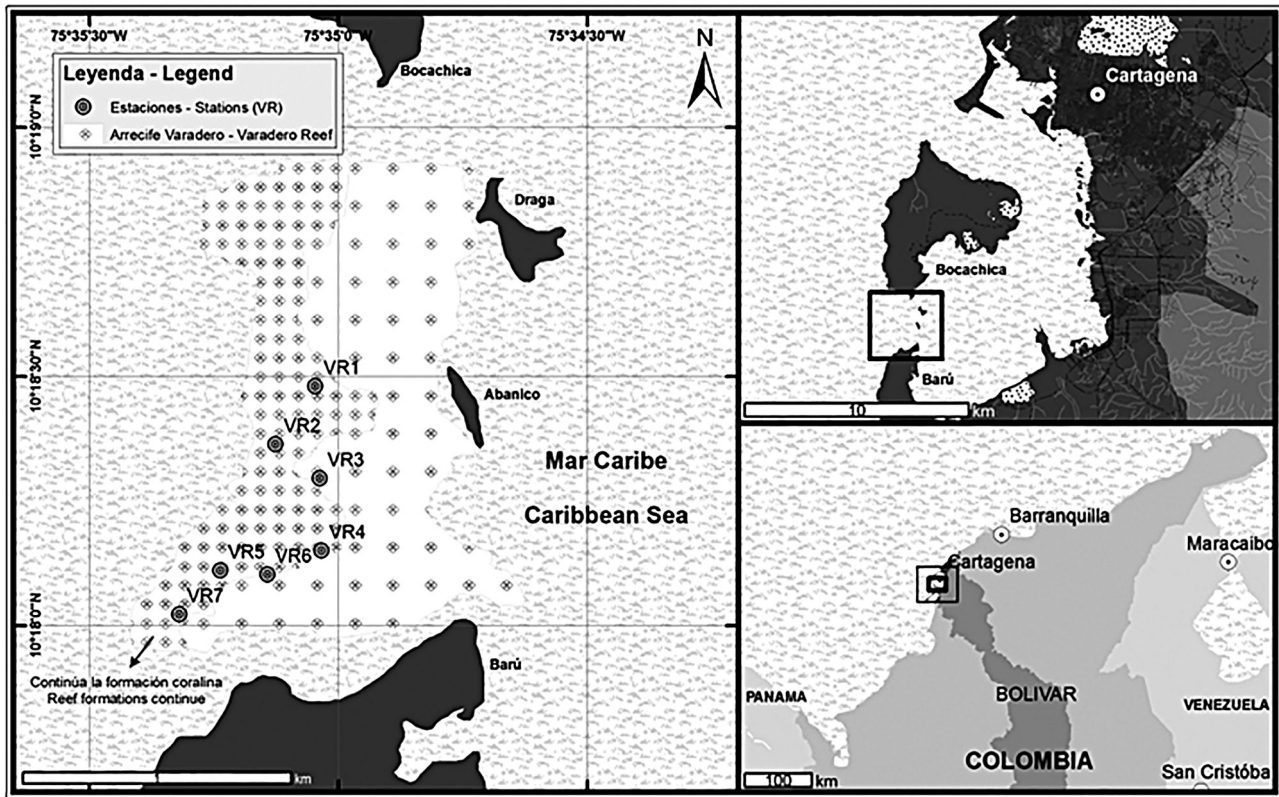 75°35'30"W
75°35'0"W
75°34'30"W
Leyenda - Legend
Estaciones - Stations (VR)
Arrecife Varadero - Varadero Reef
Bocachica
N
10°19'0"N
Draga
10°18'30"N
VR1
Abanico
VR2
VR3
Mar Caribe
Caribbean Sea
VR4
VR5
VR6
VR7
10°18'0"N
Continúa la formación coralina
Reef formations continue
Barú
1
km
Cartagena
Bocachica
Barú
10
km
Barranquilla
Cartagena
Maracaibo
PANAMA
BOLIVAR
VENEZUELA
COLOMBIA
San Cristóba
100
km